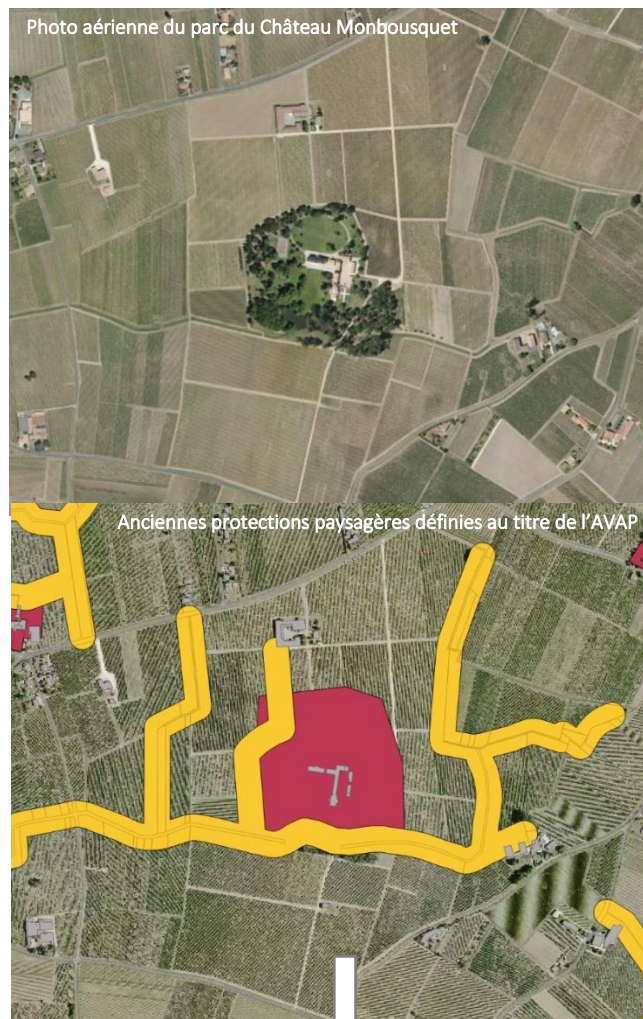 Photo aérienne du parc du Château Monbousquet
Anciennes protections paysagères définies au titre de l’AVAP